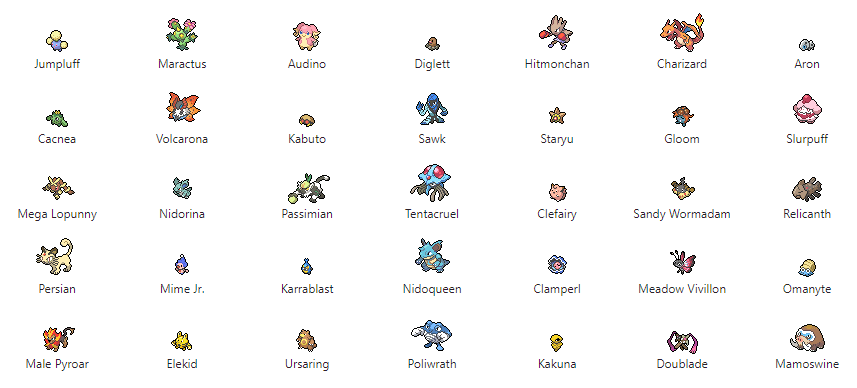 Jumpluff Maractus Audino Diglett Hitmonchan Charizard Aron
Cacnea Volcarona Kabuto Sawk Staryu Gloom Slurpuff
Mega Lopunny Nidorina Passimian Tentacruel Clefairy Sandy Wormadam Relicanth
Persian Mime Jr. Karrablast Nidoqueen Clamperl Meadow Vivillon Omanyte
Male Pyroar Elekid Ursaring Poliwrath Kakuna Doublade Mamoswine